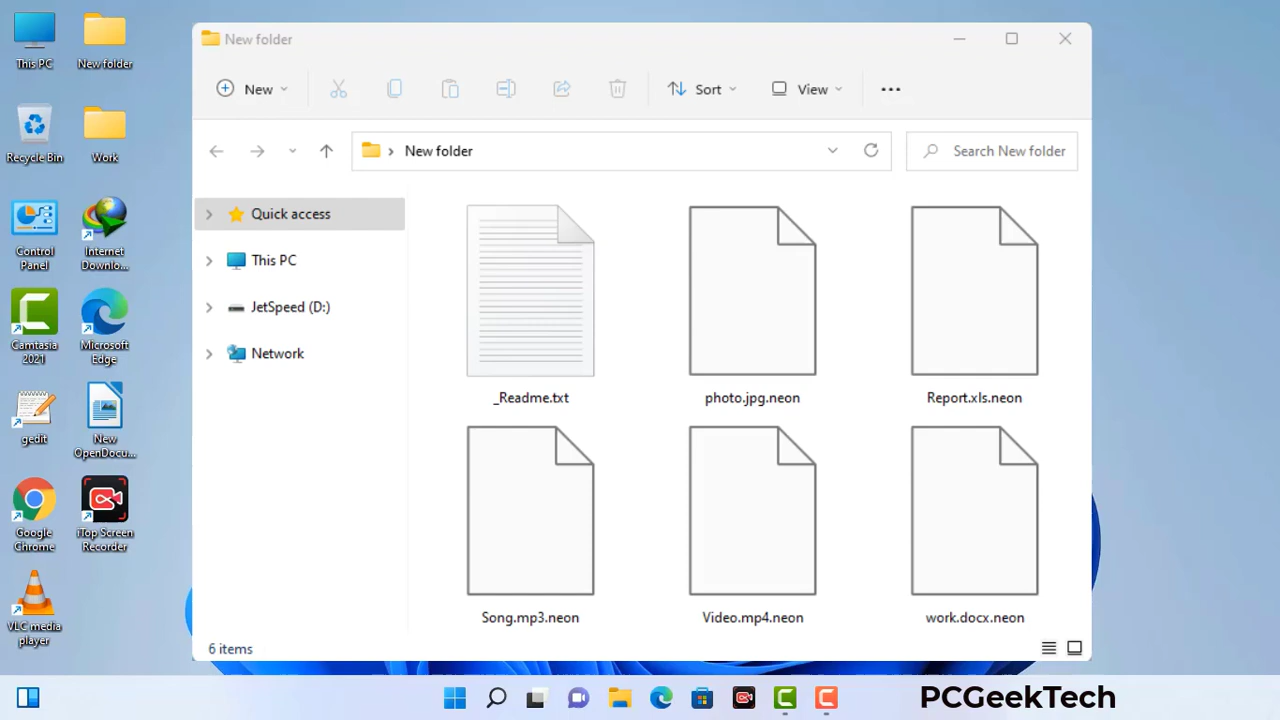 This PC
New folder
Recycle Bin
Work
Control
Panel
Internet
Downlo...
Camtasia
2021
Microsoft
Edge
gedit
New
OpenDocu...
Google
Chrome
iTop Screen
Recorder
VLC media
player
New folder
New
Sort
View
New folder
Search New folder
Quick access
This PC
JetSpeed (D:)
Network
_Readme.txt
photo.jpg.neon
Report.xls.neon
Song.mp3.neon
Video.mp4.neon
work.docx.neon
6 items
PCGeekTech